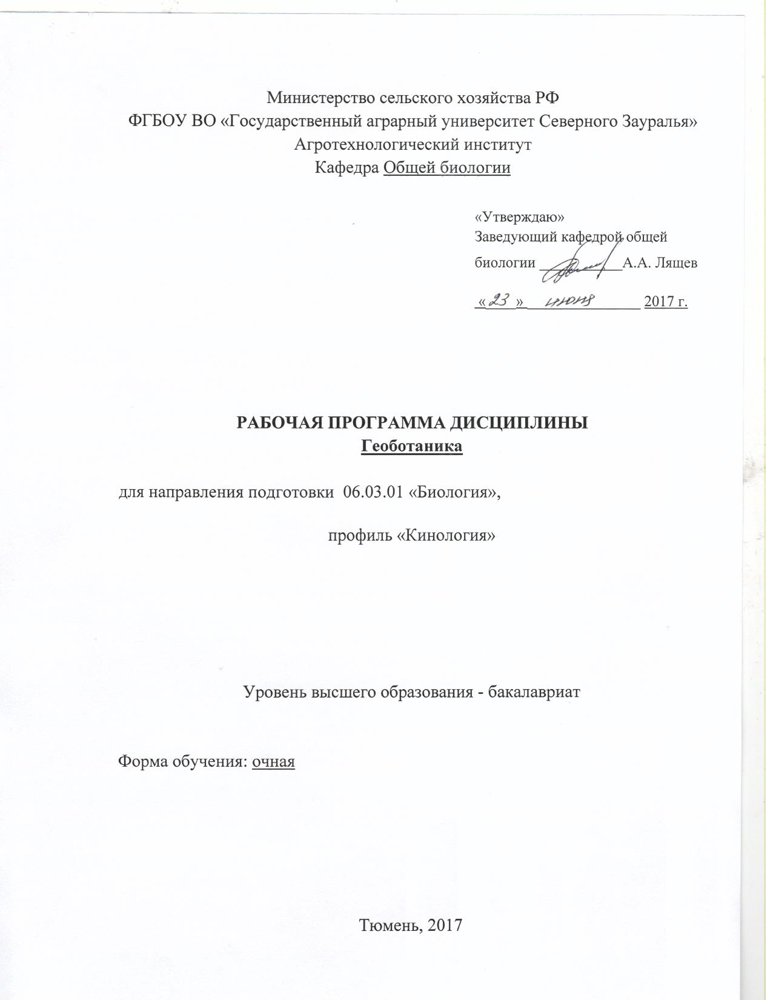 Министерство сельского хозяйства РФ
ФГБОУ ВО «Государственный аграрный университет Северного Зауралья»
Агротехнологический институт
Кафедра Общей биологии
«Утверждаю»
Заведующий кафедрой общей
биологии ___________А.А. Лящев
«23» июня 2017 г.
РАБОЧАЯ ПРОГРАММА ДИСЦИПЛИНЫ
Геоботаника
для направления подготовки 06.03.01 «Биология»,
профиль «Кинология»
Уровень высшего образования - бакалавриат
Форма обучения: очная
Тюмень, 2017